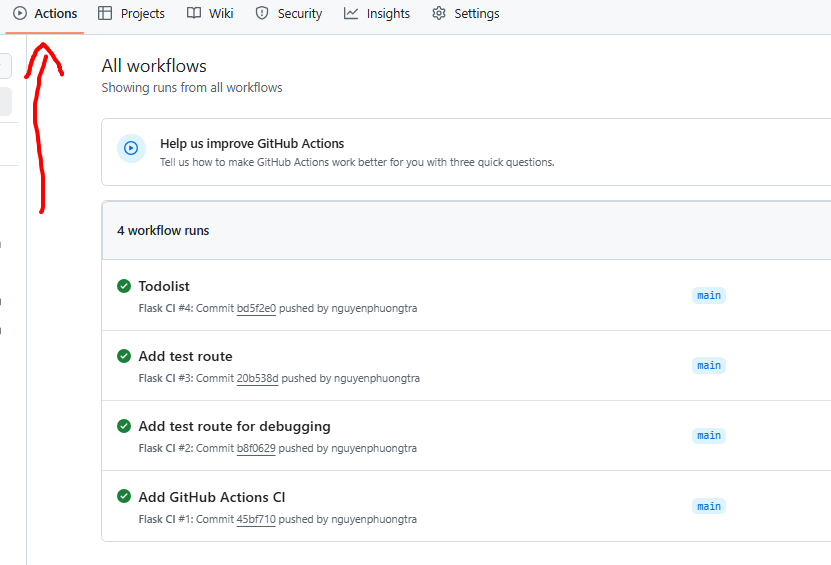 Actions Projects Wiki Security Insights Settings
All workflows
Showing runs from all workflows
Help us improve GitHub Actions
Tell us how to make GitHub Actions work better for you with three quick questions.
4 workflow runs
Todolist
Flask CI #4: Commit bd5f2e0 pushed by nguyenphuongtra
main
Add test route
Flask CI #3: Commit 20b538d pushed by nguyenphuongtra
main
Add test route for debugging
Flask CI #2: Commit b8f0629 pushed by nguyenphuongtra
main
Add GitHub Actions CI
Flask CI #1: Commit 45bf710 pushed by nguyenphuongtra
main